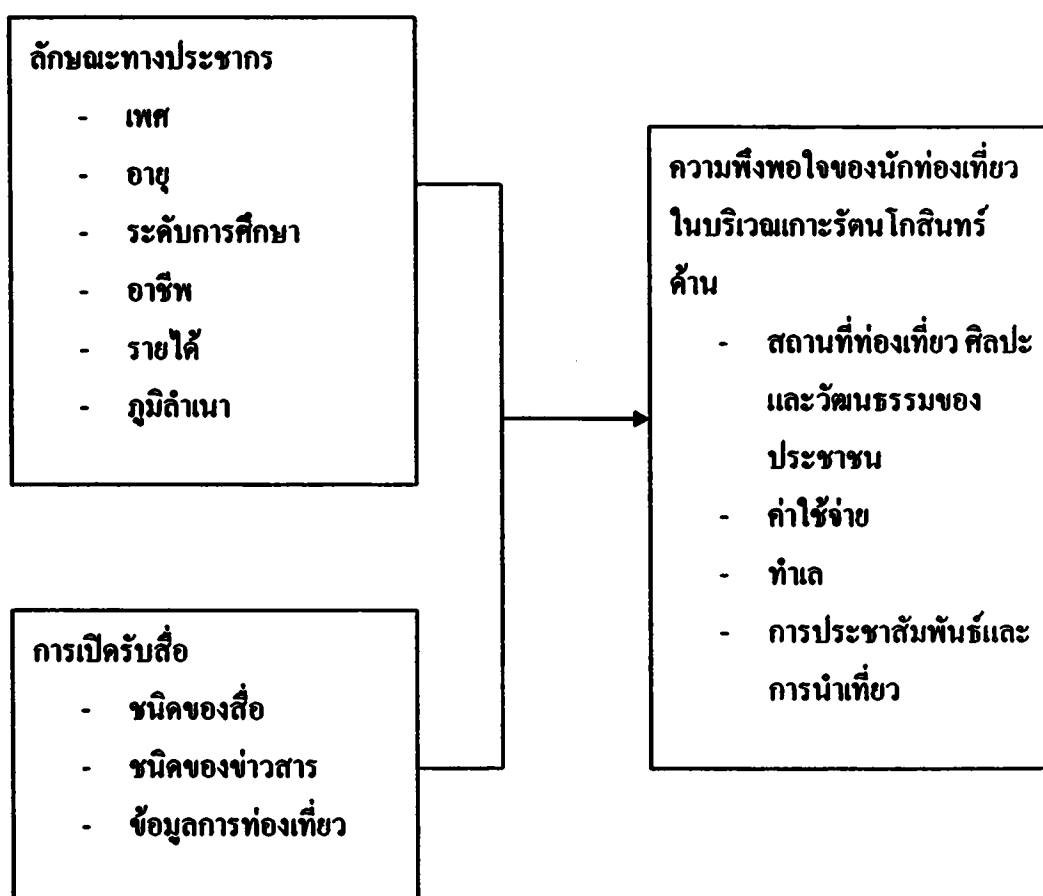 ลักษณะทางประชากร
- เพศ
- อายุ
- ระดับการศึกษา
- อาชีพ
- รายได้
- ภูมิลำเนา
การเปิดรับสื่อ
- ชนิดของสื่อ
- ชนิดของข่าวสาร
- ข้อมูลการท่องเที่ยว
ความพึงพอใจของนักท่องเที่ยว
ในบริเวณเกาะรัตนโกสินทร์
ด้าน
- สถานที่ท่องเที่ยว ศิลปะ
และวัฒนธรรมของ
ประชาชน
- ค่าใช้จ่าย
- ทำเล
- การประชาสัมพันธ์และ
การนำเที่ยว